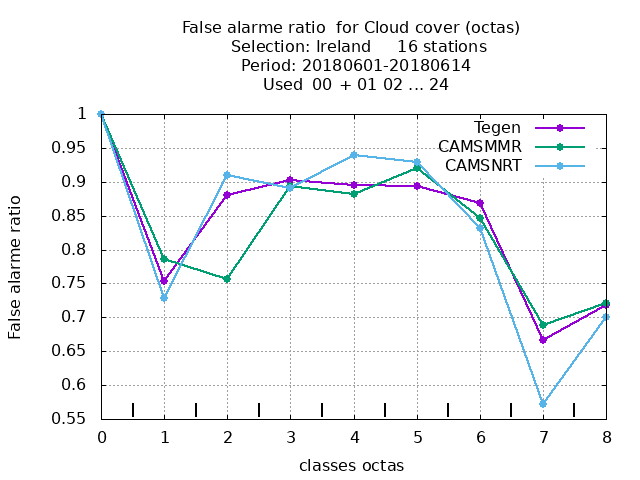 False alarme ratio  for Cloud cover (octas)
Selection: Ireland     16 stations
Period: 20180601-20180614
Used  00 + 01 02 ... 24
Tegen
CAMSMMR
CAMSNRT
1
0.95
0.9
0.85
0.8
0.75
0.7
0.65
0.6
0.55
False alarme ratio
0 1 2 3 4 5 6 7 8
classes octas